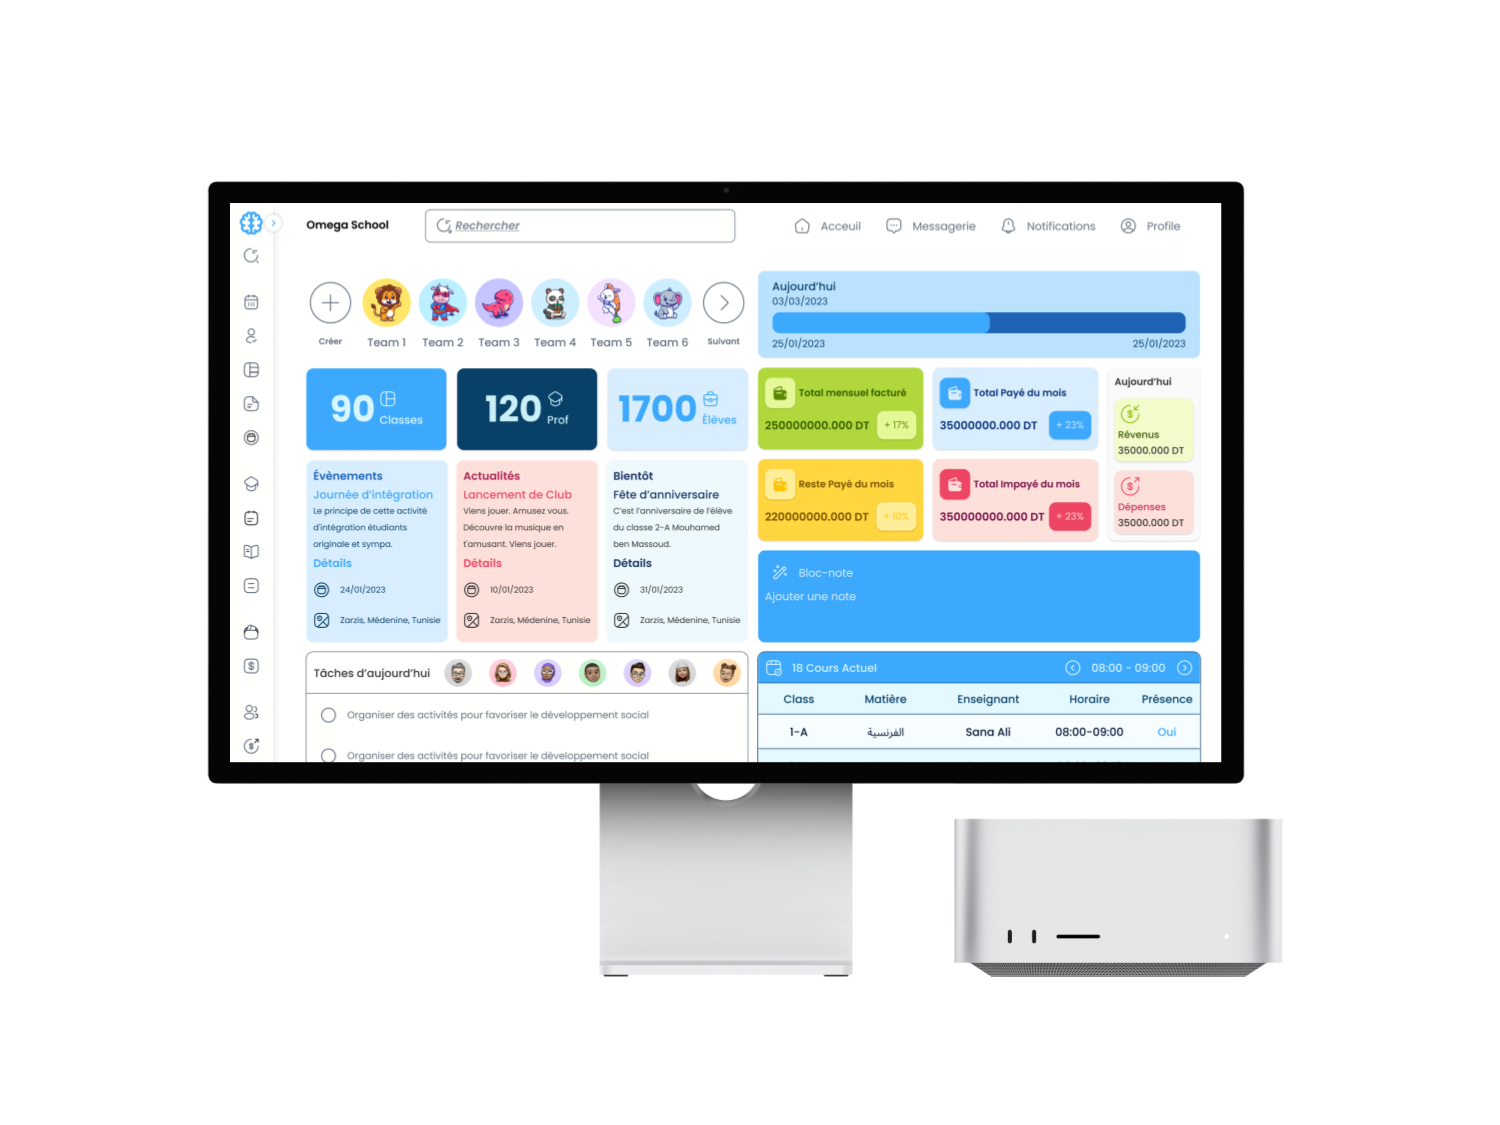 Omega School
Rechercher
Acceuil
Messagerie
Notifications
Profile
Créer
Team 1
Team 2
Team 3
Team 4
Team 5
Team 6
Suivant
Aujourd'hui
03/03/2023
25/01/2023
25/01/2023
90 Classes
120 Prof
1700 Élèves
Total mensuel facturé
250000000.000 DT
+ 17%
Total Payé du mois
35000000.000 DT
+ 23%
Reste Payé du mois
220000000.000 DT
+ 10%
Total Impayé du mois
350000000.000 DT
+ 23%
Aujourd'hui
Révenus
35000.000 DT
Dépenses
35000.000 DT
Évènements
Journée d'intégration
Le principe de cette activité
d'intégration étudiants
originale et sympa.
Détails
24/01/2023
Zarzis, Médenine, Tunisie
Actualités
Lancement de Club
Viens jouer. Amusez vous.
Découvre la musique en
t'amusant. Viens jouer.
Détails
10/01/2023
Zarzis, Médenine, Tunisie
Bientôt
Fête d'anniversaire
C'est l'anniversaire de l'élève
du classe 2-A Mouhamed
ben Massoud.
Détails
31/01/2023
Zarzis, Médenine, Tunisie
Bloc-note
Ajouter une note
Tâches d'aujourd'hui
Organiser des activités pour favoriser le développement social
Organiser des activités pour favoriser le développement social
18 Cours Actuel
08:00 - 09:00
Class Matière Enseignant Horaire Présence
1-A الفرنسية Sana Ali 08:00-09:00 Oui